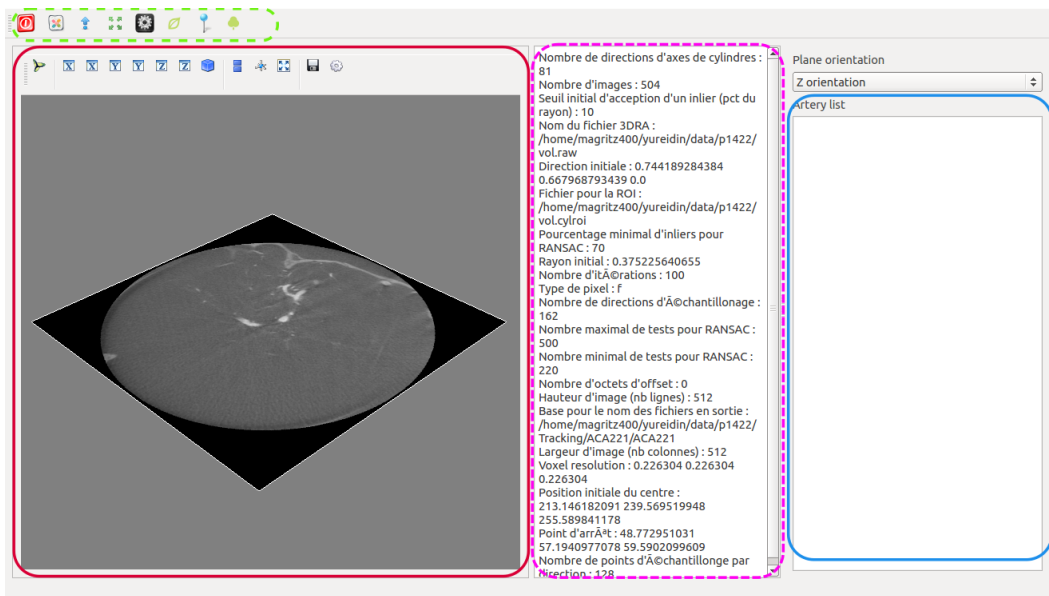 X X Y Y Z Z
Nombre de directions d'axes de cylindres :
81
Nombre d'images : 504
Seuil initial d'acception d'un inlier (pct du
rayon) : 10
Nom du fichier 3DRA :
/home/magritz400/yureidin/data/p1422/
vol.raw
Direction initiale : 0.744189284384
0.667968793439 0.0
Fichier pour la ROI :
/home/magritz400/yureidin/data/p1422/
vol.cylroi
Pourcentage minimal d'inliers pour
RANSAC : 70
Rayon initial : 0.375225640655
Nombre d'itÃ©rations : 100
Type de pixel : f
Nombre de directions d'Ã©chantillonage :
162
Nombre maximal de tests pour RANSAC :
500
Nombre minimal de tests pour RANSAC :
220
Nombre d'octets d'offset : 0
Hauteur d'image (nb lignes) : 512
Base pour le nom des fichiers en sortie :
/home/magritz400/yureidin/data/p1422/
Tracking/ACA221/ACA221
Largeur d'image (nb colonnes) : 512
Voxel resolution : 0.226304 0.226304
0.226304
Position initiale du centre :
213.146182091 239.569519948
255.589841178
Point d'arrÃªt : 48.772951031
57.1940977078 59.5902099609
Nombre de points d'Ã©chantillonge par
direction : 128
Plane orientation
Z orientation
Artery list